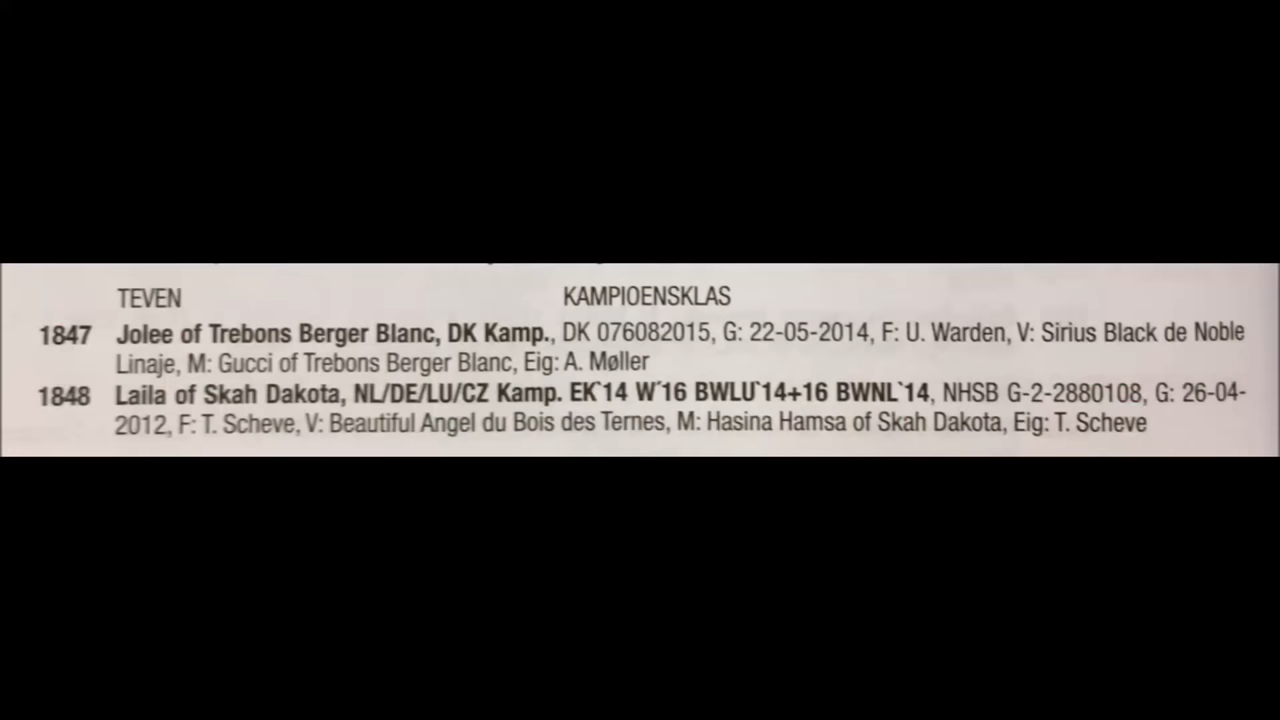 TEVEN KAMPIOENSKLAS
1847 Jolee of Trebons Berger Blanc, DK Kamp., DK 076082015, G: 22-05-2014, F: U. Warden, V: Sirius Black de Noble
Linaje, M: Gucci of Trebons Berger Blanc, Eig: A. Møller
1848 Laila of Skah Dakota, NL/DE/LU/CZ Kamp. EK`14 W´16 BWLU`14+16 BWNL`14, NHSB G-2-2880108, G: 26-04-
2012, F: T. Scheve, V: Beautiful Angel du Bois des Ternes, M: Hasina Hamsa of Skah Dakota, Eig: T. Scheve